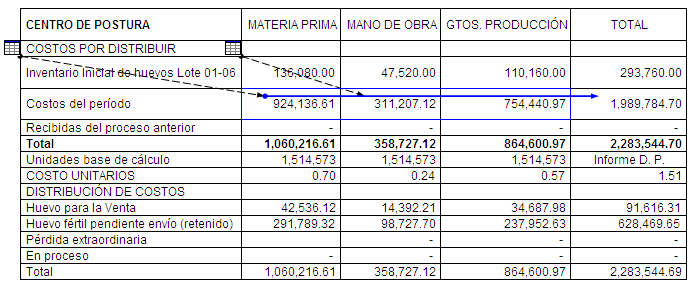 CENTRO DE POSTURA MATERIA PRIMA MANO DE OBRA GTOS. PRODUCCIÓN TOTAL
COSTOS POR DISTRIBUIR
Inventario Inicial de huevos Lote 01-06 136,080.00 47,520.00 110,160.00 293,760.00
Costos del período 924,136.61 311,207.12 754,440.97 1,989,784.70
Recibidas del proceso anterior - - - -
Total 1,060,216.61 358,727.12 864,600.97 2,283,544.70
Unidades base de cálculo 1,514,573 1,514,573 1,514,573 Informe D. P.
COSTO UNITARIOS 0.70 0.24 0.57 1.51
DISTRIBUCIÓN DE COSTOS
Huevo para la Venta 42,536.12 14,392.21 34,687.98 91,616.31
Huevo fértil pendiente envío (retenido) 291,789.32 98,727.70 237,952.63 628,469.65
Pérdida extraordinaria - -
En proceso - - - -
Total 1,060,216.61 358,727.12 864,600.97 2,283,544.69